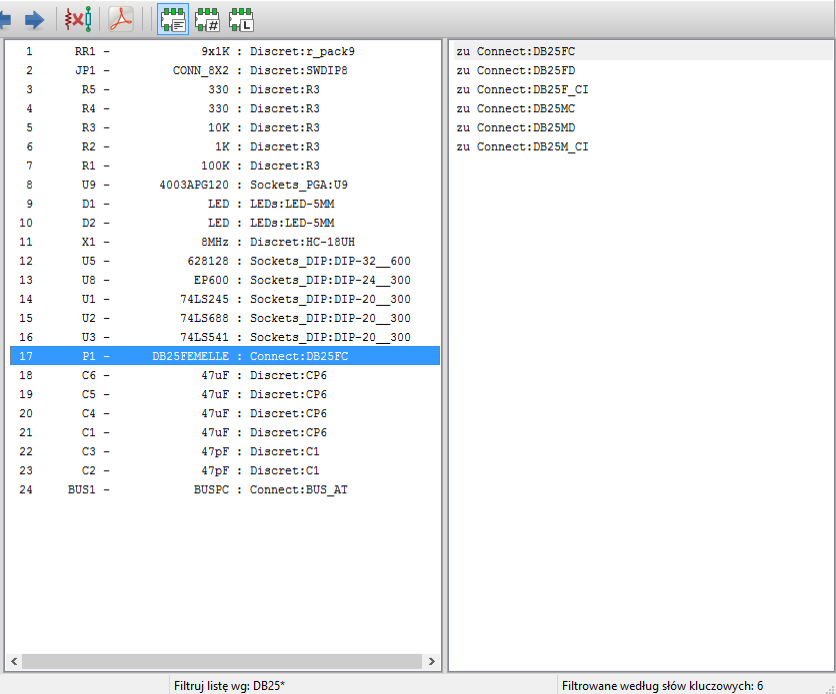 # L
1 RR1 - 9x1K : Discret:r_pack9
2 JP1 - CONN_8X2 : Discret:SWDIP8
3 R5 - 330 : Discret:R3
4 R4 - 330 : Discret:R3
5 R3 - 10K : Discret:R3
6 R2 - 1K : Discret:R3
7 R1 - 100K : Discret:R3
8 U9 - 4003APG120 : Sockets_PGA:U9
9 D1 - LED : LEDs:LED-5MM
10 D2 - LED : LEDs:LED-5MM
11 X1 - 8MHz : Discret:HC-18UH
12 U5 - 628128 : Sockets_DIP:DIP-32__600
13 U8 - EP600 : Sockets_DIP:DIP-24__300
14 U1 - 74LS245 : Sockets_DIP:DIP-20__300
15 U2 - 74LS688 : Sockets_DIP:DIP-20__300
16 U3 - 74LS541 : Sockets_DIP:DIP-20__300
17 P1 - DB25FEMELLE : Connect:DB25FC
18 C6 - 47uF : Discret:CP6
19 C5 - 47uF : Discret:CP6
20 C4 - 47uF : Discret:CP6
21 C1 - 47uF : Discret:CP6
22 C3 - 47pF : Discret:C1
23 C2 - 47pF : Discret:C1
24 BUS1 - BUSPC : Connect:BUS_AT
zu Connect:DB25FC
zu Connect:DB25FD
zu Connect:DB25F_CI
zu Connect:DB25MC
zu Connect:DB25MD
zu Connect:DB25M_CI
Filtruj listę wg: DB25*
Filtrowane według słów kluczowych: 6